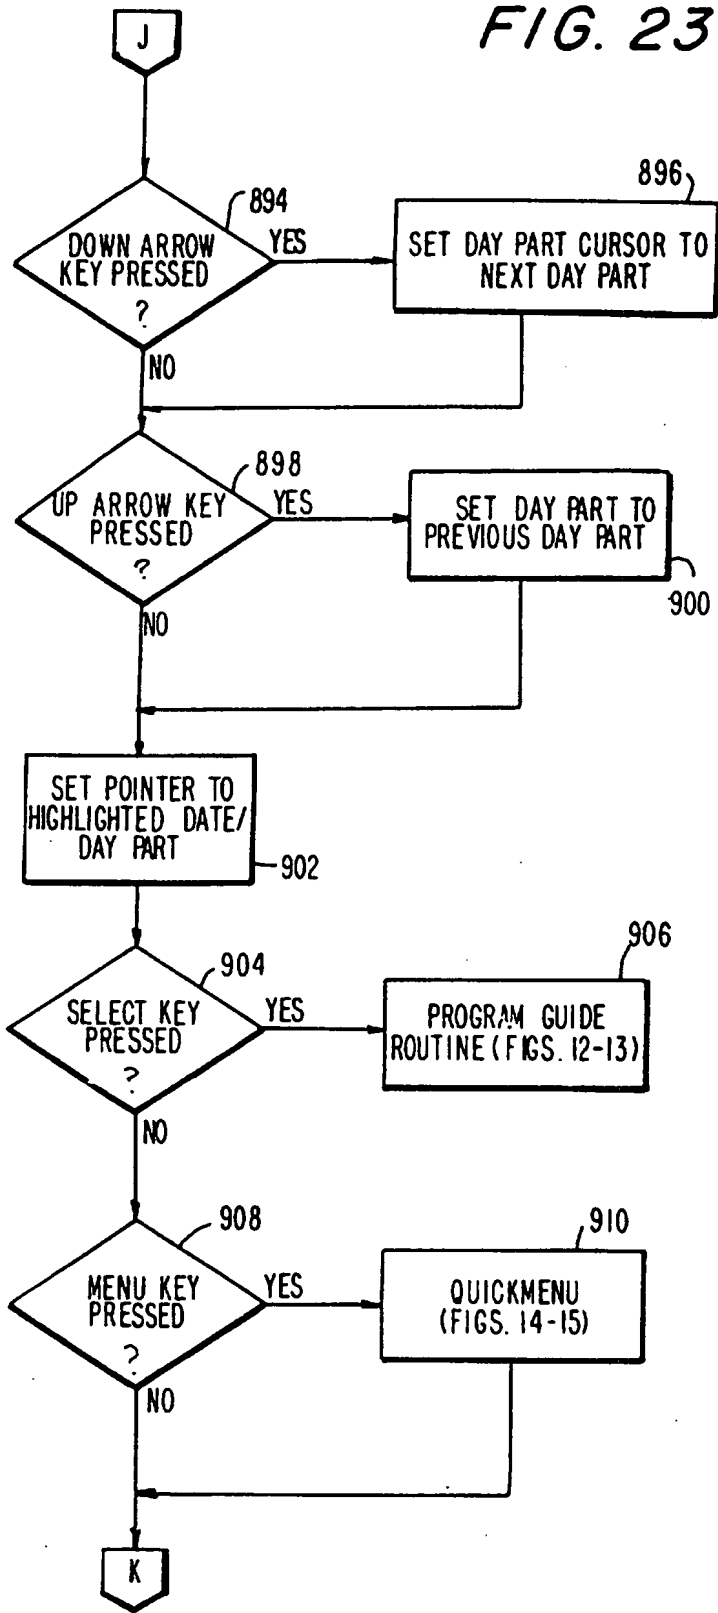 FIG. 23
J
894
DOWN ARROW
KEY PRESSED
?
YES
NO
896
SET DAY PART CURSOR TO
NEXT DAY PART
898
UP ARROW KEY
PRESSED
?
YES
NO
SET DAY PART TO
PREVIOUS DAY PART
900
SET POINTER TO
HIGHLIGHTED DATE/
DAY PART
902
904
SELECT KEY
PRESSED
?
YES
NO
906
PROGRAM GUIDE
ROUTINE (FIGS. 12-13)
908
MENU KEY
PRESSED
?
YES
NO
910
QUICKMENU
(FIGS. 14-15)
K